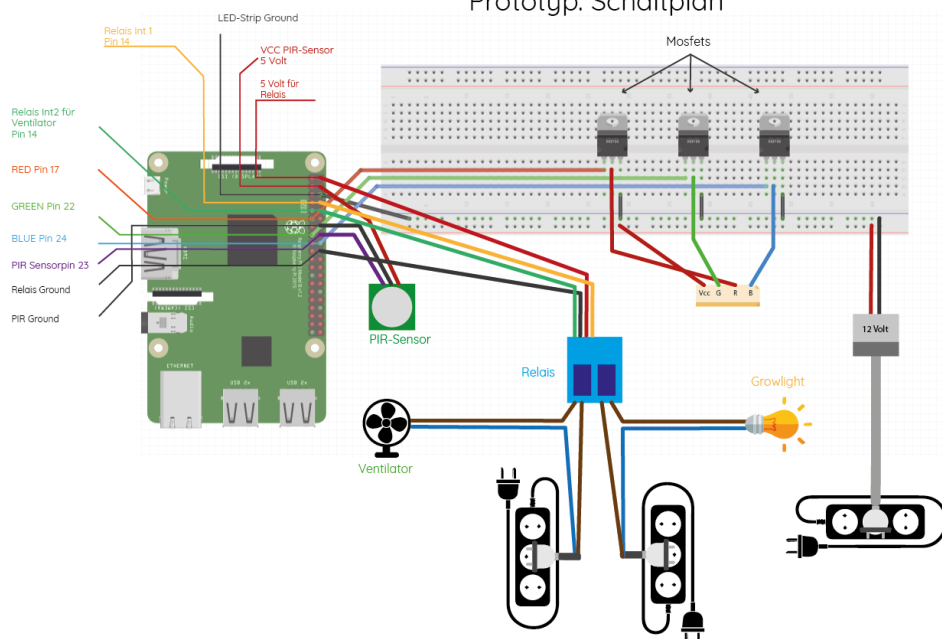 Prototyp. Schaltplan
LED-Strip Ground
Relais Int 1
Pin 14
VCC PIR-Sensor
5 Volt
5 Volt für
Relais
Mosfets
Relais Int2 für
Ventilator
Pin 14
RED Pin 17
GREEN Pin 22
BLUE Pin 24
PIR Sensorpin 23
Relais Ground
PIR Ground
PIR-Sensor
Vcc G R B
12 Volt
Relais
Growlight
Ventilator
ETHERNET
USB 2x
USB 2x
Audio